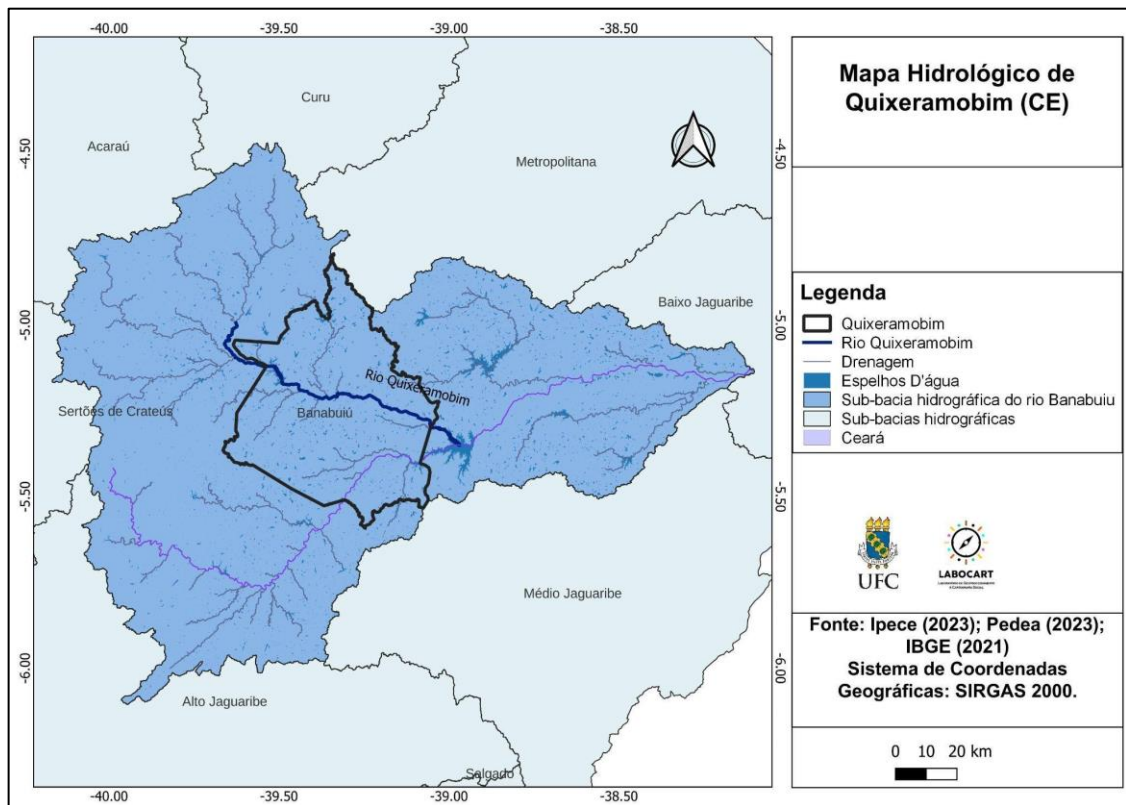 -40.00
-39.50
-39.00
-38.50
-4.50
-5.00
-5.50
-6.00
Curu
Acaraú
Metropolitana
Baixo Jaguaribe
Rio Quixeramobim
Sertões de Crateús
Banabuiú
Médio Jaguaribe
Alto Jaguaribe
Salgado
-4.50
-5.00
-5.50
-6.00
-40.00
-39.50
-39.00
-38.50
Mapa Hidrológico de
Quixeramobim (CE)
Legenda
Quixeramobim
Rio Quixeramobim
Drenagem
Espelhos D'água
Sub-bacia hidrográfica do rio Banabuiu
Sub-bacias hidrográficas
Ceará
UFC
LABOCART
Fonte: Ipece (2023); Pedea (2023);
IBGE (2021)
Sistema de Coordenadas
Geográficas: SIRGAS 2000.
0 10 20 km